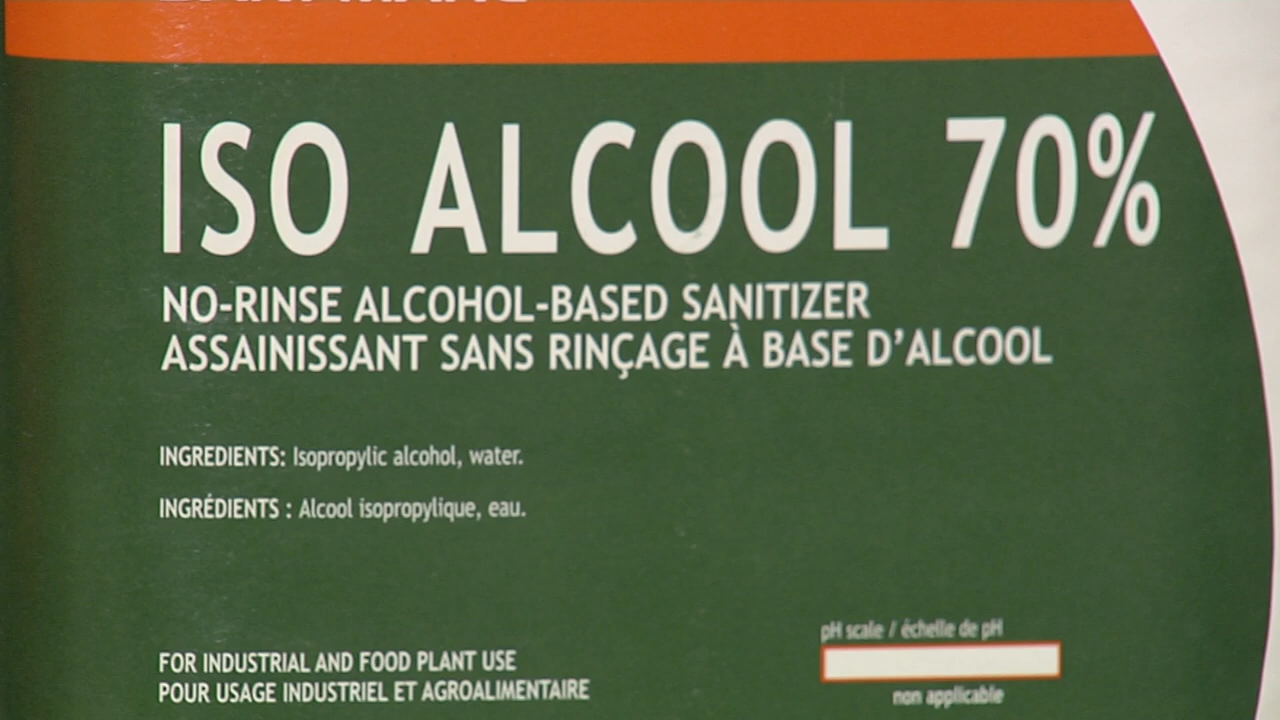 ISO ALCOOL 70%
NO-RINSE ALCOHOL-BASED SANITIZER
ASSAINISSANT SANS RINÇAGE À BASE D'ALCOOL
INGREDIENTS: Isopropylic alcohol, water.
INGRÉDIENTS : Alcool isopropylique, eau.
pH scale / échelle de pH
non applicable
FOR INDUSTRIAL AND FOOD PLANT USE
POUR USAGE INDUSTRIEL ET AGROALIMENTAIRE